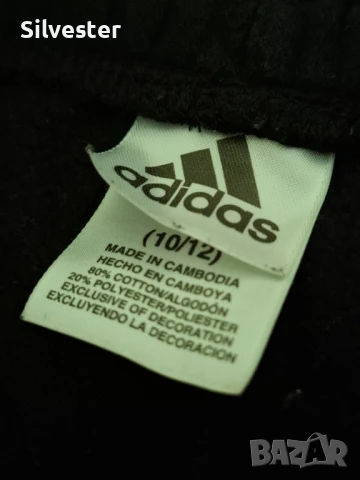 Silvester
adidas
(10/12)
MADE IN CAMBODIA
HECHO EN CAMBOYA
80% COTTON/ALGODÓN
20% POLYESTER/POLIESTER
EXCLUSIVE OF DECORATION
EXCLUYENDO LA DECORACION
BAZAR